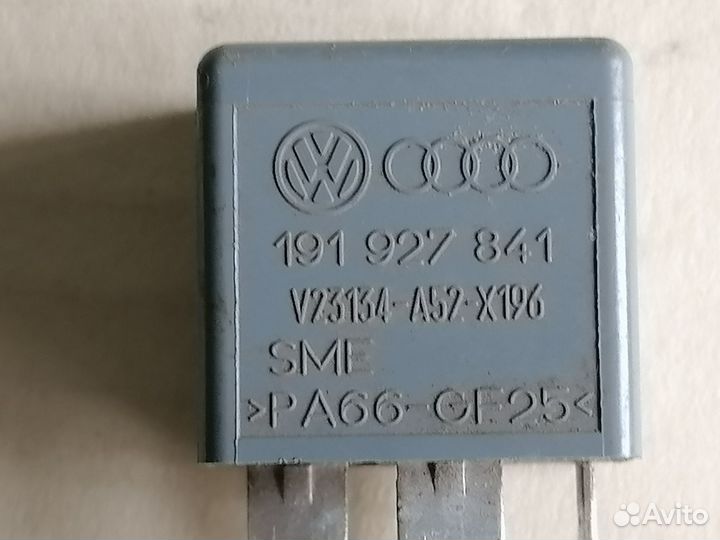 191 927 841
V23134-A52-X196
SME
>PA66-GF25<
Avito